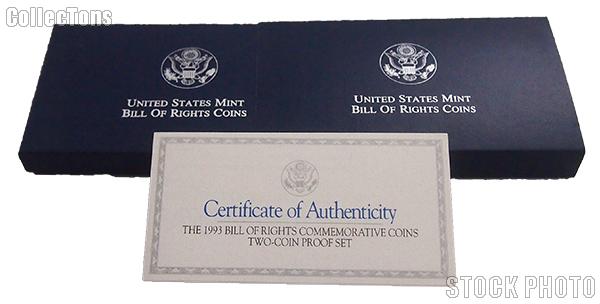 CollecTons
UNITED STATES MINT
BILL OF RIGHTS COINS
UNITED STATES MINT
BILL OF RIGHTS COINS
Certificate of Authenticity
THE 1993 BILL OF RIGHTS COMMEMORATIVE COINS
TWO-COIN PROOF SET
STOCK PHOTO